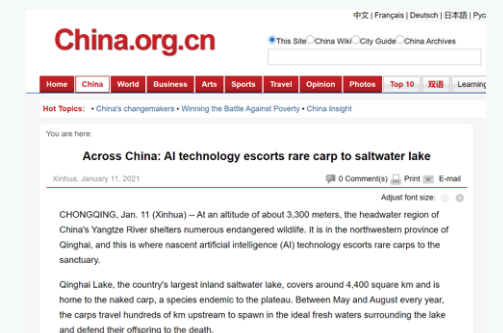 中文 | Français | Deutsch | 日本語 | Рус
China.org.cn
This Site China Wiki City Guide China Archives
Home China World Business Arts Sports Travel Opinion Photos Top 10 双语 Learning
Hot Topics: • China's changemakers • Winning the Battle Against Poverty • China Insight
You are here:
Across China: AI technology escorts rare carp to saltwater lake
Xinhua, January 11, 2021
0 Comment(s) Print E-mail
Adjust font size:
CHONGQING, Jan. 11 (Xinhua) -- At an altitude of about 3,300 meters, the headwater region of
China's Yangtze River shelters numerous endangered wildlife. It is in the northwestern province of
Qinghai, and this is where nascent artificial intelligence (AI) technology escorts rare carps to the
sanctuary.
Qinghai Lake, the country's largest inland saltwater lake, covers around 4,400 square km and is
home to the naked carp, a species endemic to the plateau. Between May and August every year,
the carps travel hundreds of km upstream to spawn in the ideal fresh waters surrounding the lake
and defend their offspring to the death.